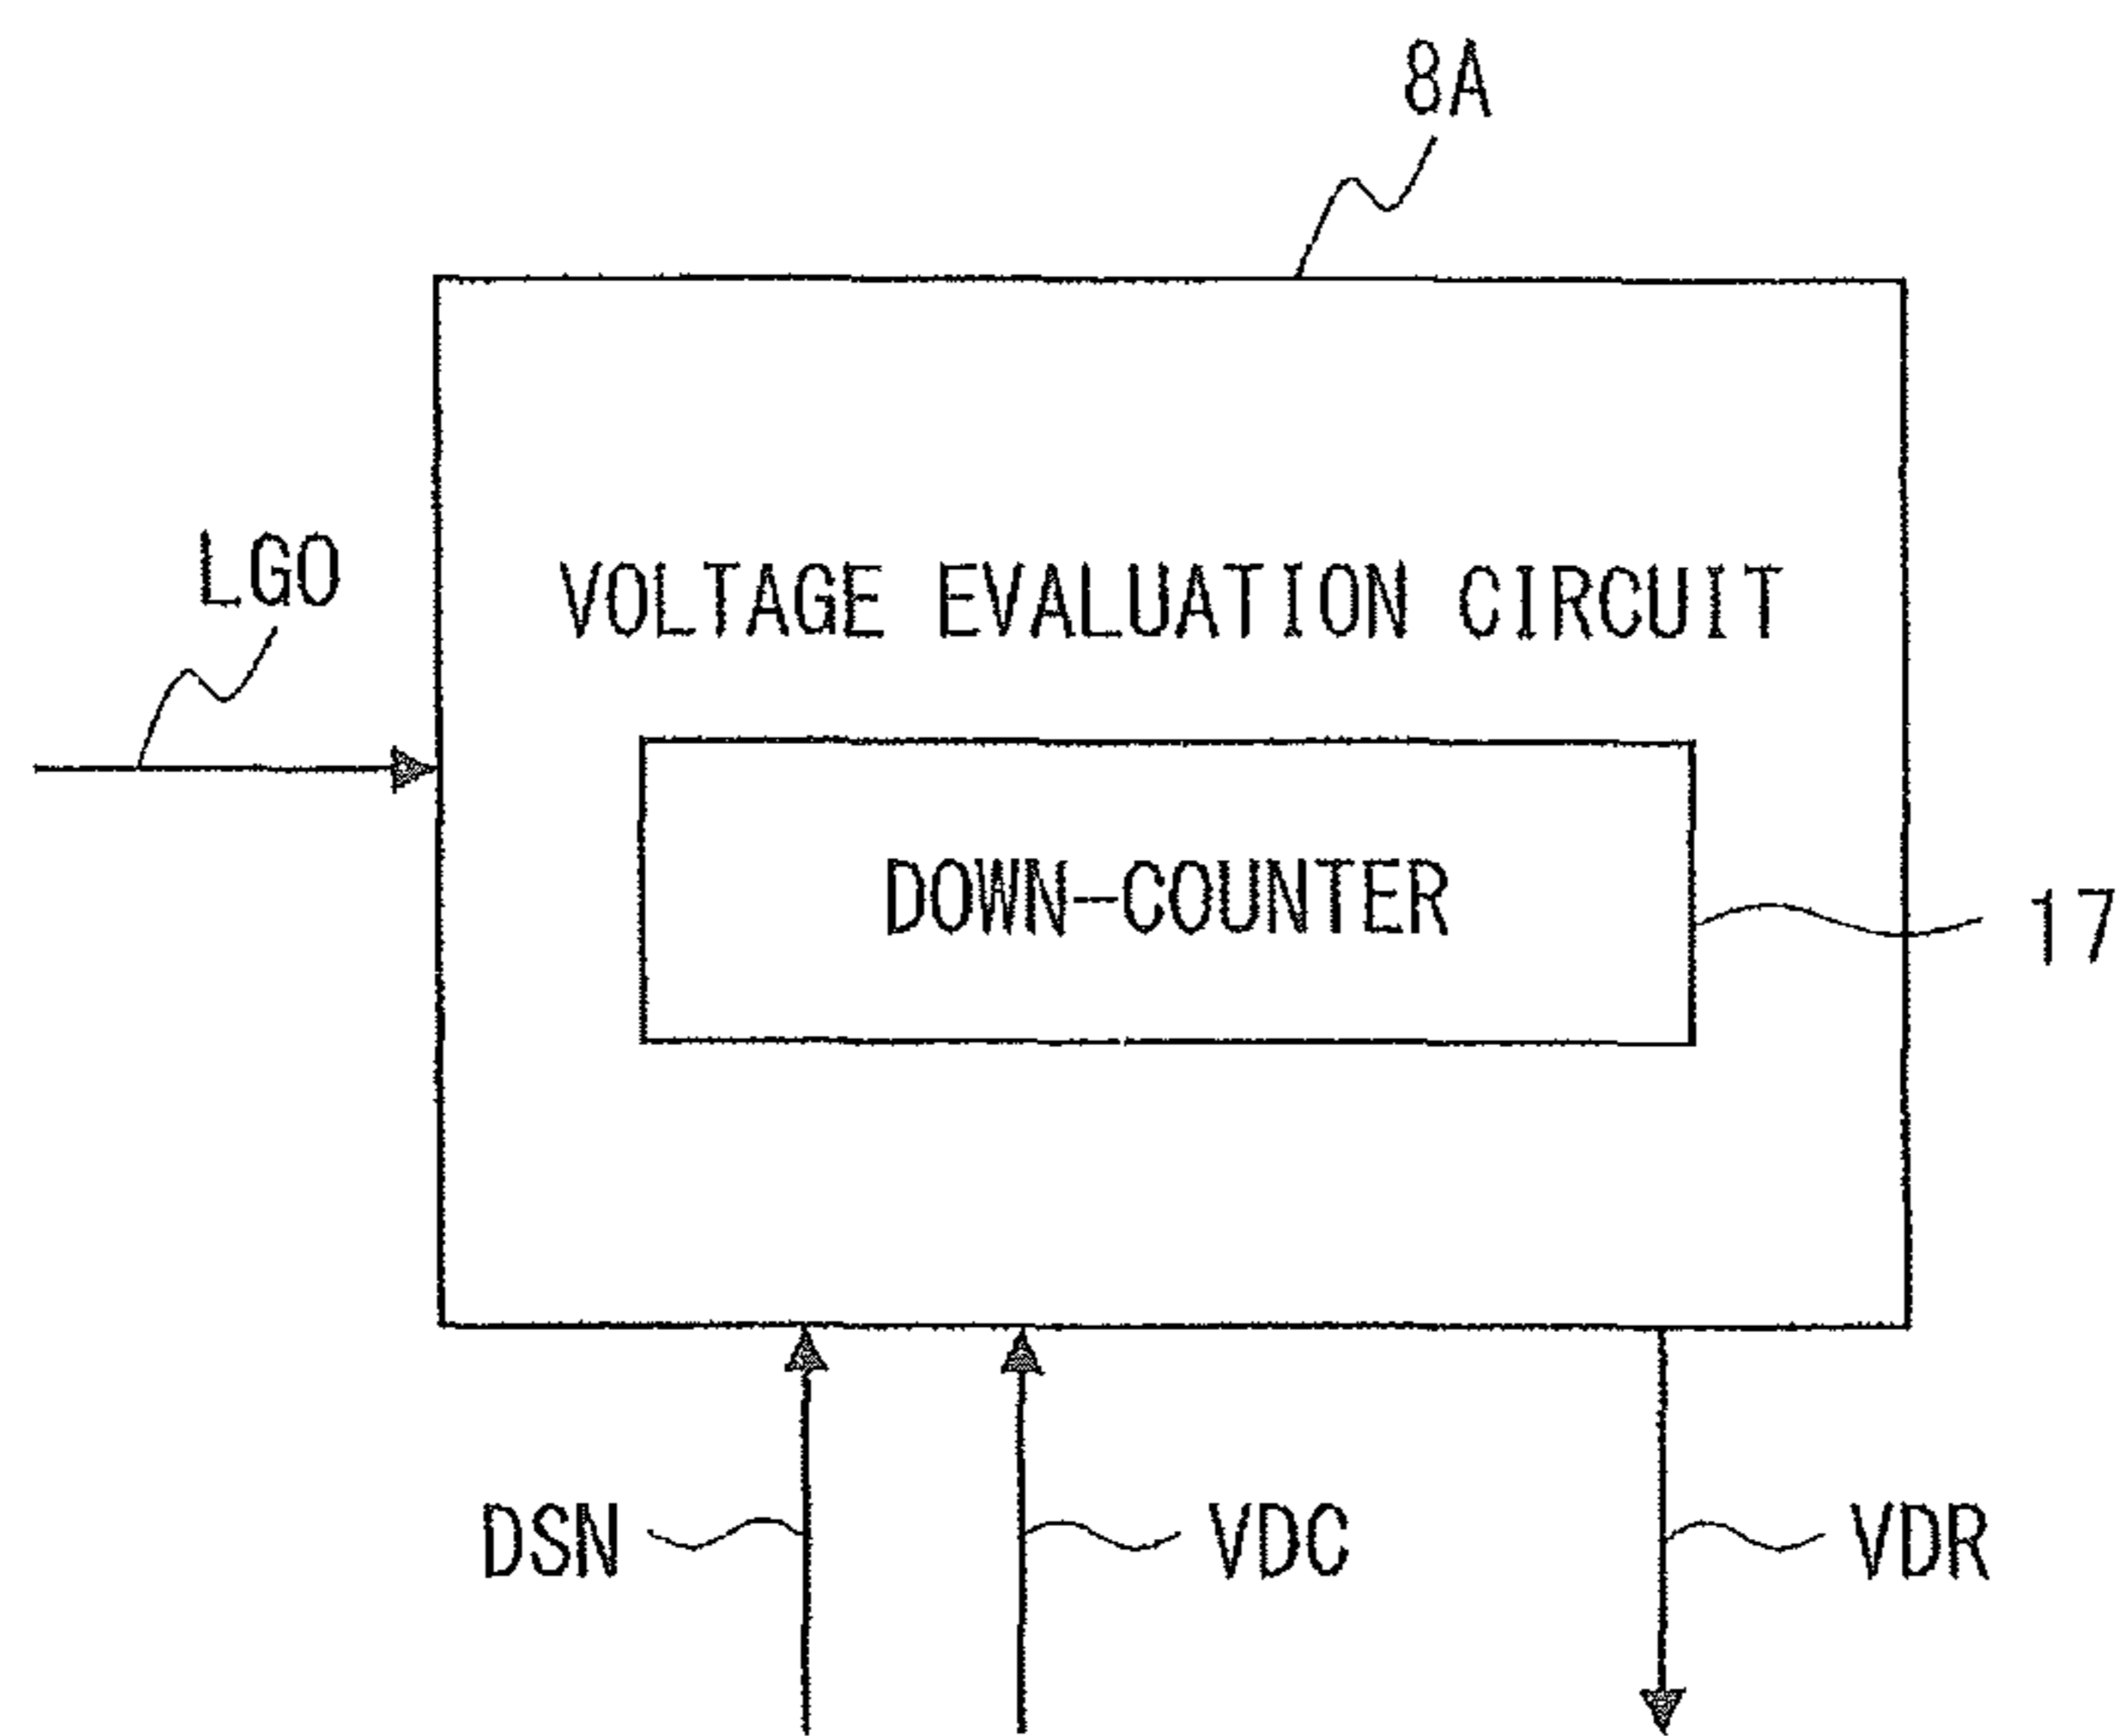 8A
LGO
VOLTAGE EVALUATION CIRCUIT
DOWN-COUNTER
17
DSN
VDC
VDR